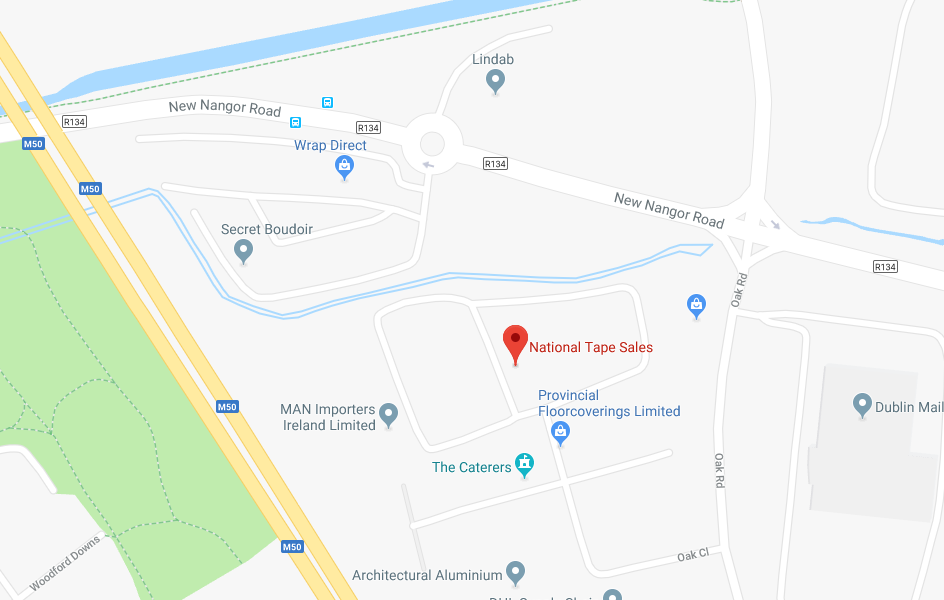 Lindab
New Nangor Road
R134
R134
M50
Wrap Direct
R134
M50
New Nangor Road
Secret Boudoir
R134
Oak Rd
National Tape Sales
Provincial
Floorcoverings Limited
M50
MAN Importers
Ireland Limited
Dublin Mail
The Caterers
Oak Rd
M50
Woodford Downs
Oak Cl
Architectural Aluminium